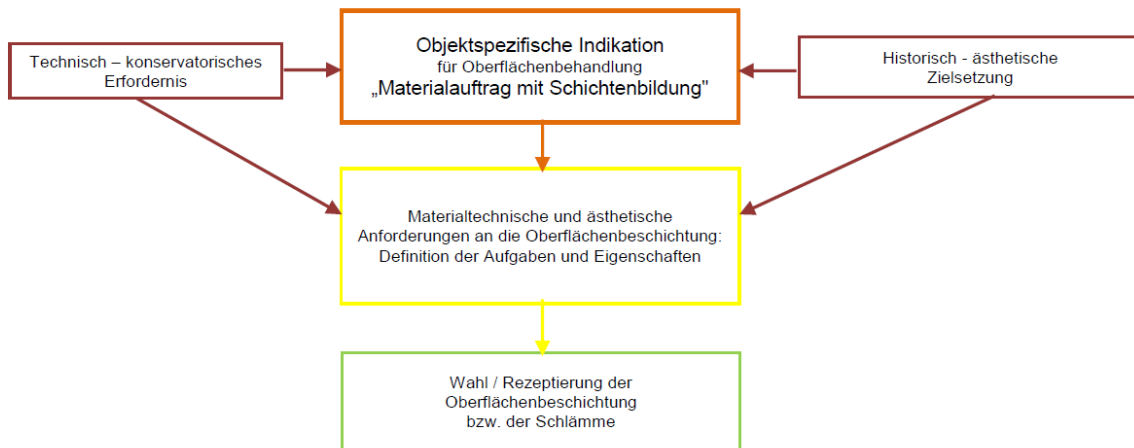 Technisch – konservatorisches
Erfordernis
Objektspezifische Indikation
für Oberflächenbehandlung
„Materialauftrag mit Schichtenbildung"
Historisch - ästhetische
Zielsetzung
Materialtechnische und ästhetische
Anforderungen an die Oberflächenbeschichtung:
Definition der Aufgaben und Eigenschaften
Wahl / Rezeptierung der
Oberflächenbeschichtung
bzw. der Schlämme